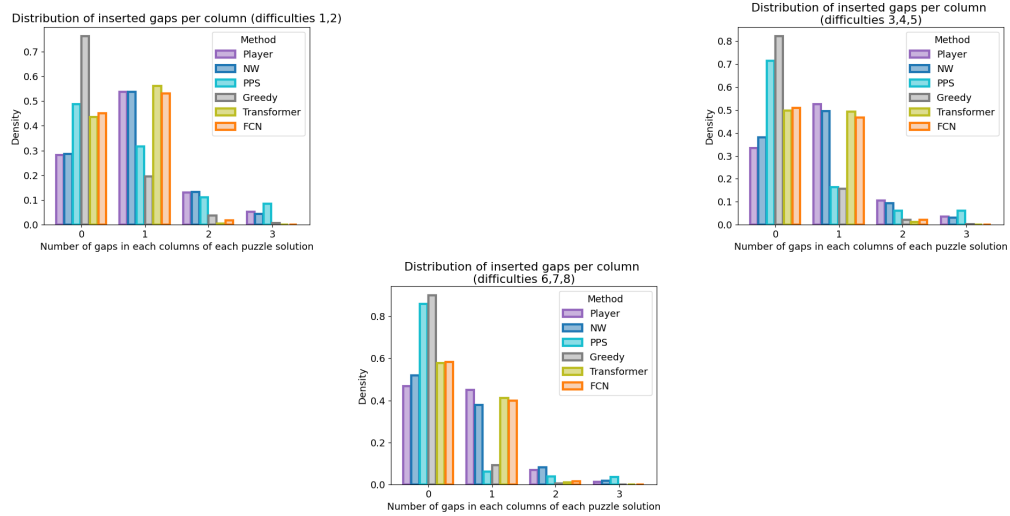 Distribution of inserted gaps per column (difficulties 1,2)
Density
0.7
0.6
0.5
0.4
0.3
0.2
0.1
0.0
Method
Player
NW
PPS
Greedy
Transformer
FCN
0 1 2 3
Number of gaps in each columns of each puzzle solution
Distribution of inserted gaps per column
(difficulties 3,4,5)
Density
0.8
0.7
0.6
0.5
0.4
0.3
0.2
0.1
0.0
Method
Player
NW
PPS
Greedy
Transformer
FCN
0 1 2 3
Number of gaps in each columns of each puzzle solution
Distribution of inserted gaps per column
(difficulties 6,7,8)
Density
0.8
0.6
0.4
0.2
0.0
Method
Player
NW
PPS
Greedy
Transformer
FCN
0 1 2 3
Number of gaps in each columns of each puzzle solution